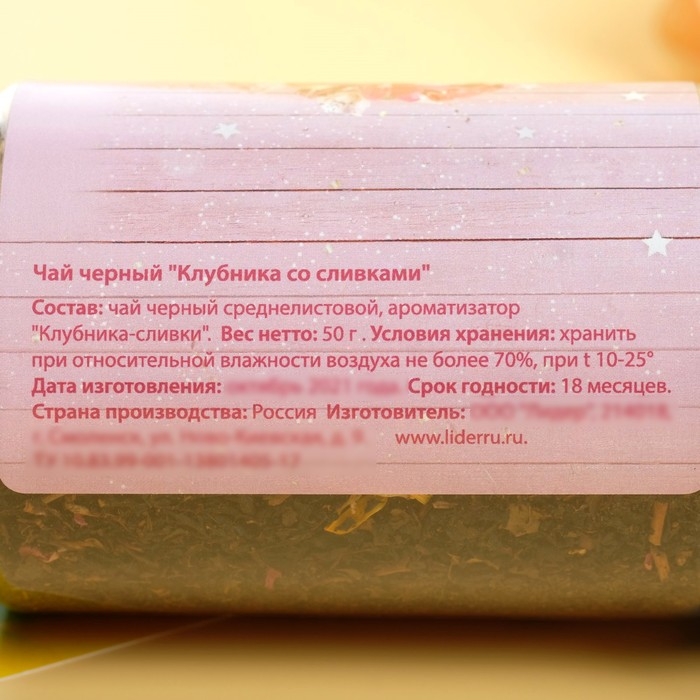 Чай черный "Клубника со сливками"
Состав: чай черный среднелистовой, ароматизатор
"Клубника-сливки". Вес нетто: 50 г . Условия хранения: хранить
при относительной влажности воздуха не более 70%, при t 10-25°
Дата изготовления: Срок годности: 18 месяцев.
Страна производства: Россия Изготовитель:
www.liderru.ru.